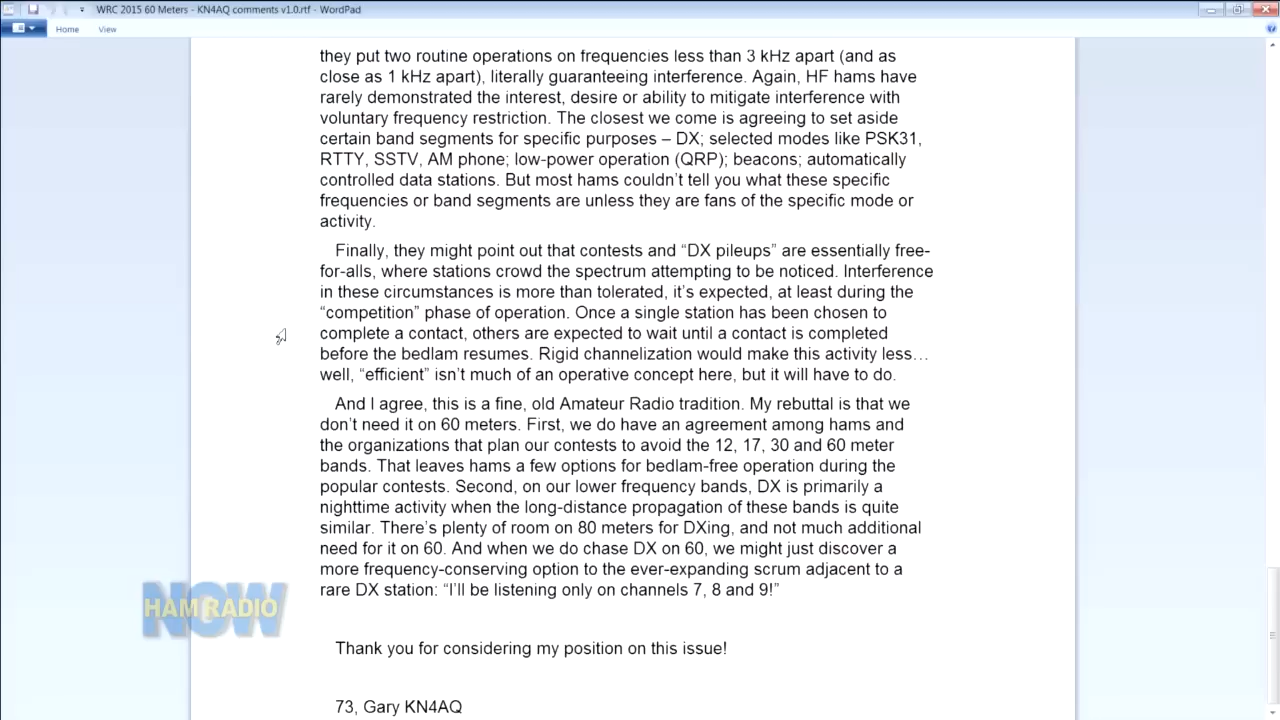 WRC 2015 60 Meters - KN4AQ comments v1.0.rtf - WordPad
Home View
they put two routine operations on frequencies less than 3 kHz apart (and as
close as 1 kHz apart), literally guaranteeing interference. Again, HF hams have
rarely demonstrated the interest, desire or ability to mitigate interference with
voluntary frequency restriction. The closest we come is agreeing to set aside
certain band segments for specific purposes – DX; selected modes like PSK31,
RTTY, SSTV, AM phone; low-power operation (QRP); beacons; automatically
controlled data stations. But most hams couldn't tell you what these specific
frequencies or band segments are unless they are fans of the specific mode or
activity.
Finally, they might point out that contests and “DX pileups” are essentially free-
for-alls, where stations crowd the spectrum attempting to be noticed. Interference
in these circumstances is more than tolerated, it’s expected, at least during the
“competition” phase of operation. Once a single station has been chosen to
complete a contact, others are expected to wait until a contact is completed
before the bedlam resumes. Rigid channelization would make this activity less…
well, “efficient” isn’t much of an operative concept here, but it will have to do.
And I agree, this is a fine, old Amateur Radio tradition. My rebuttal is that we
don’t need it on 60 meters. First, we do have an agreement among hams and
the organizations that plan our contests to avoid the 12, 17, 30 and 60 meter
bands. That leaves hams a few options for bedlam-free operation during the
popular contests. Second, on our lower frequency bands, DX is primarily a
nighttime activity when the long-distance propagation of these bands is quite
similar. There’s plenty of room on 80 meters for DXing, and not much additional
need for it on 60. And when we do chase DX on 60, we might just discover a
more frequency-conserving option to the ever-expanding scrum adjacent to a
rare DX station: “I’ll be listening only on channels 7, 8 and 9!”
HAM RADIO
NOW
Thank you for considering my position on this issue!
73, Gary KN4AQ